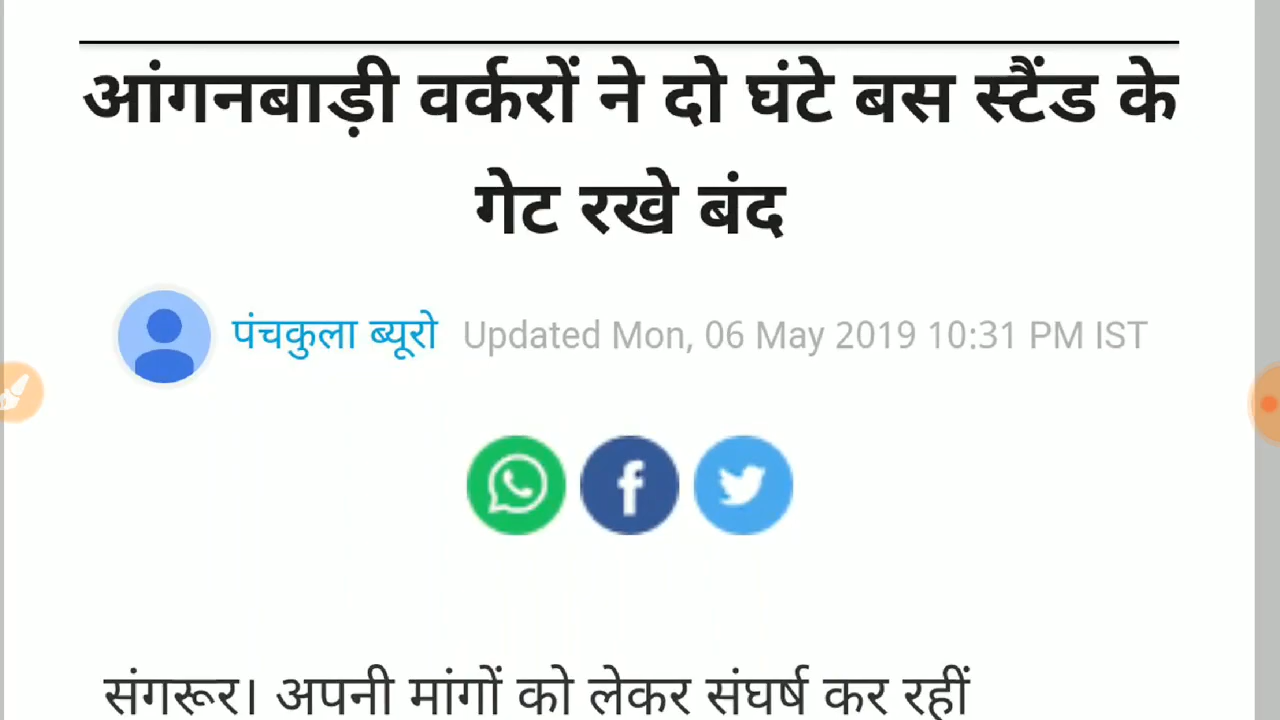 आंगनबाड़ी वर्करों ने दो घंटे बस स्टैंड के
गेट रखे बंद
पंचकुला ब्यूरो Updated Mon, 06 May 2019 10:31 PM IST
संगरूर। अपनी मांगों को लेकर संघर्ष कर रहीं